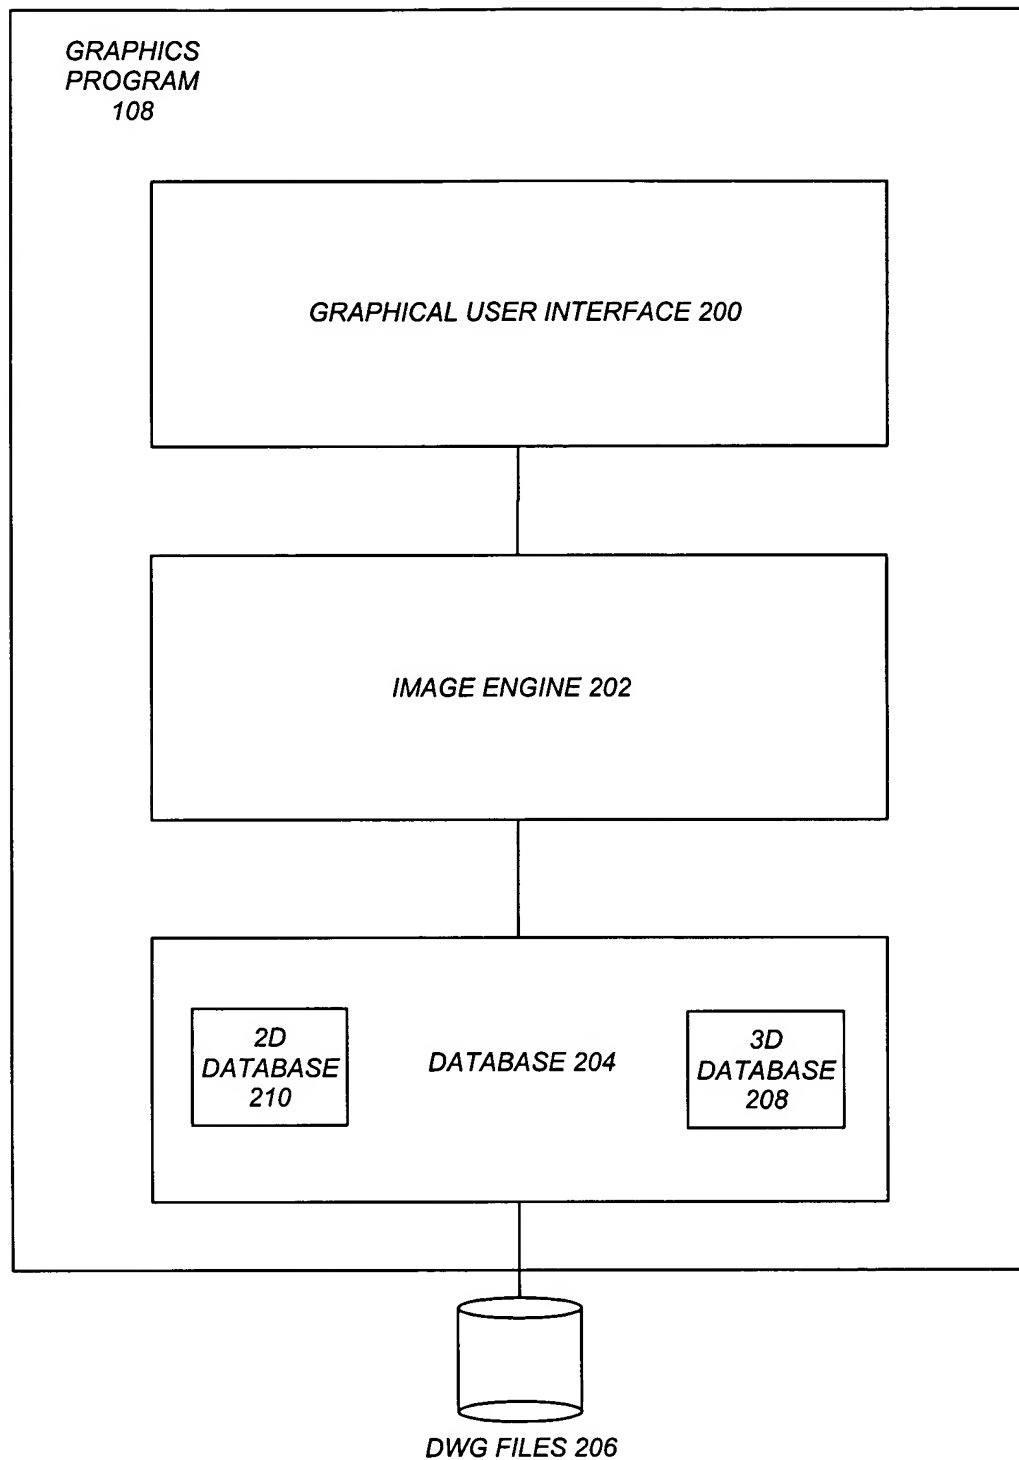 GRAPHICS
PROGRAM
108
GRAPHICAL USER INTERFACE 200
IMAGE ENGINE 202
2D
DATABASE
210
DATABASE 204
3D
DATABASE
208
DWG FILES 206